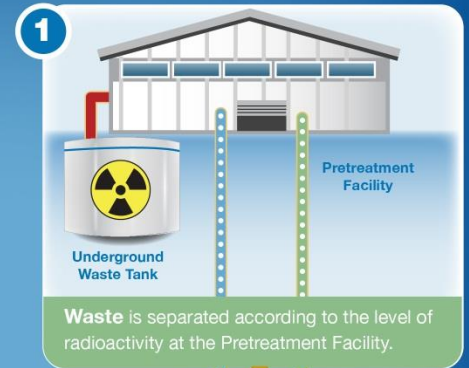 1
Pretreatment
Facility
Underground
Waste Tank
Waste is separated according to the level of
radioactivity at the Pretreatment Facility.